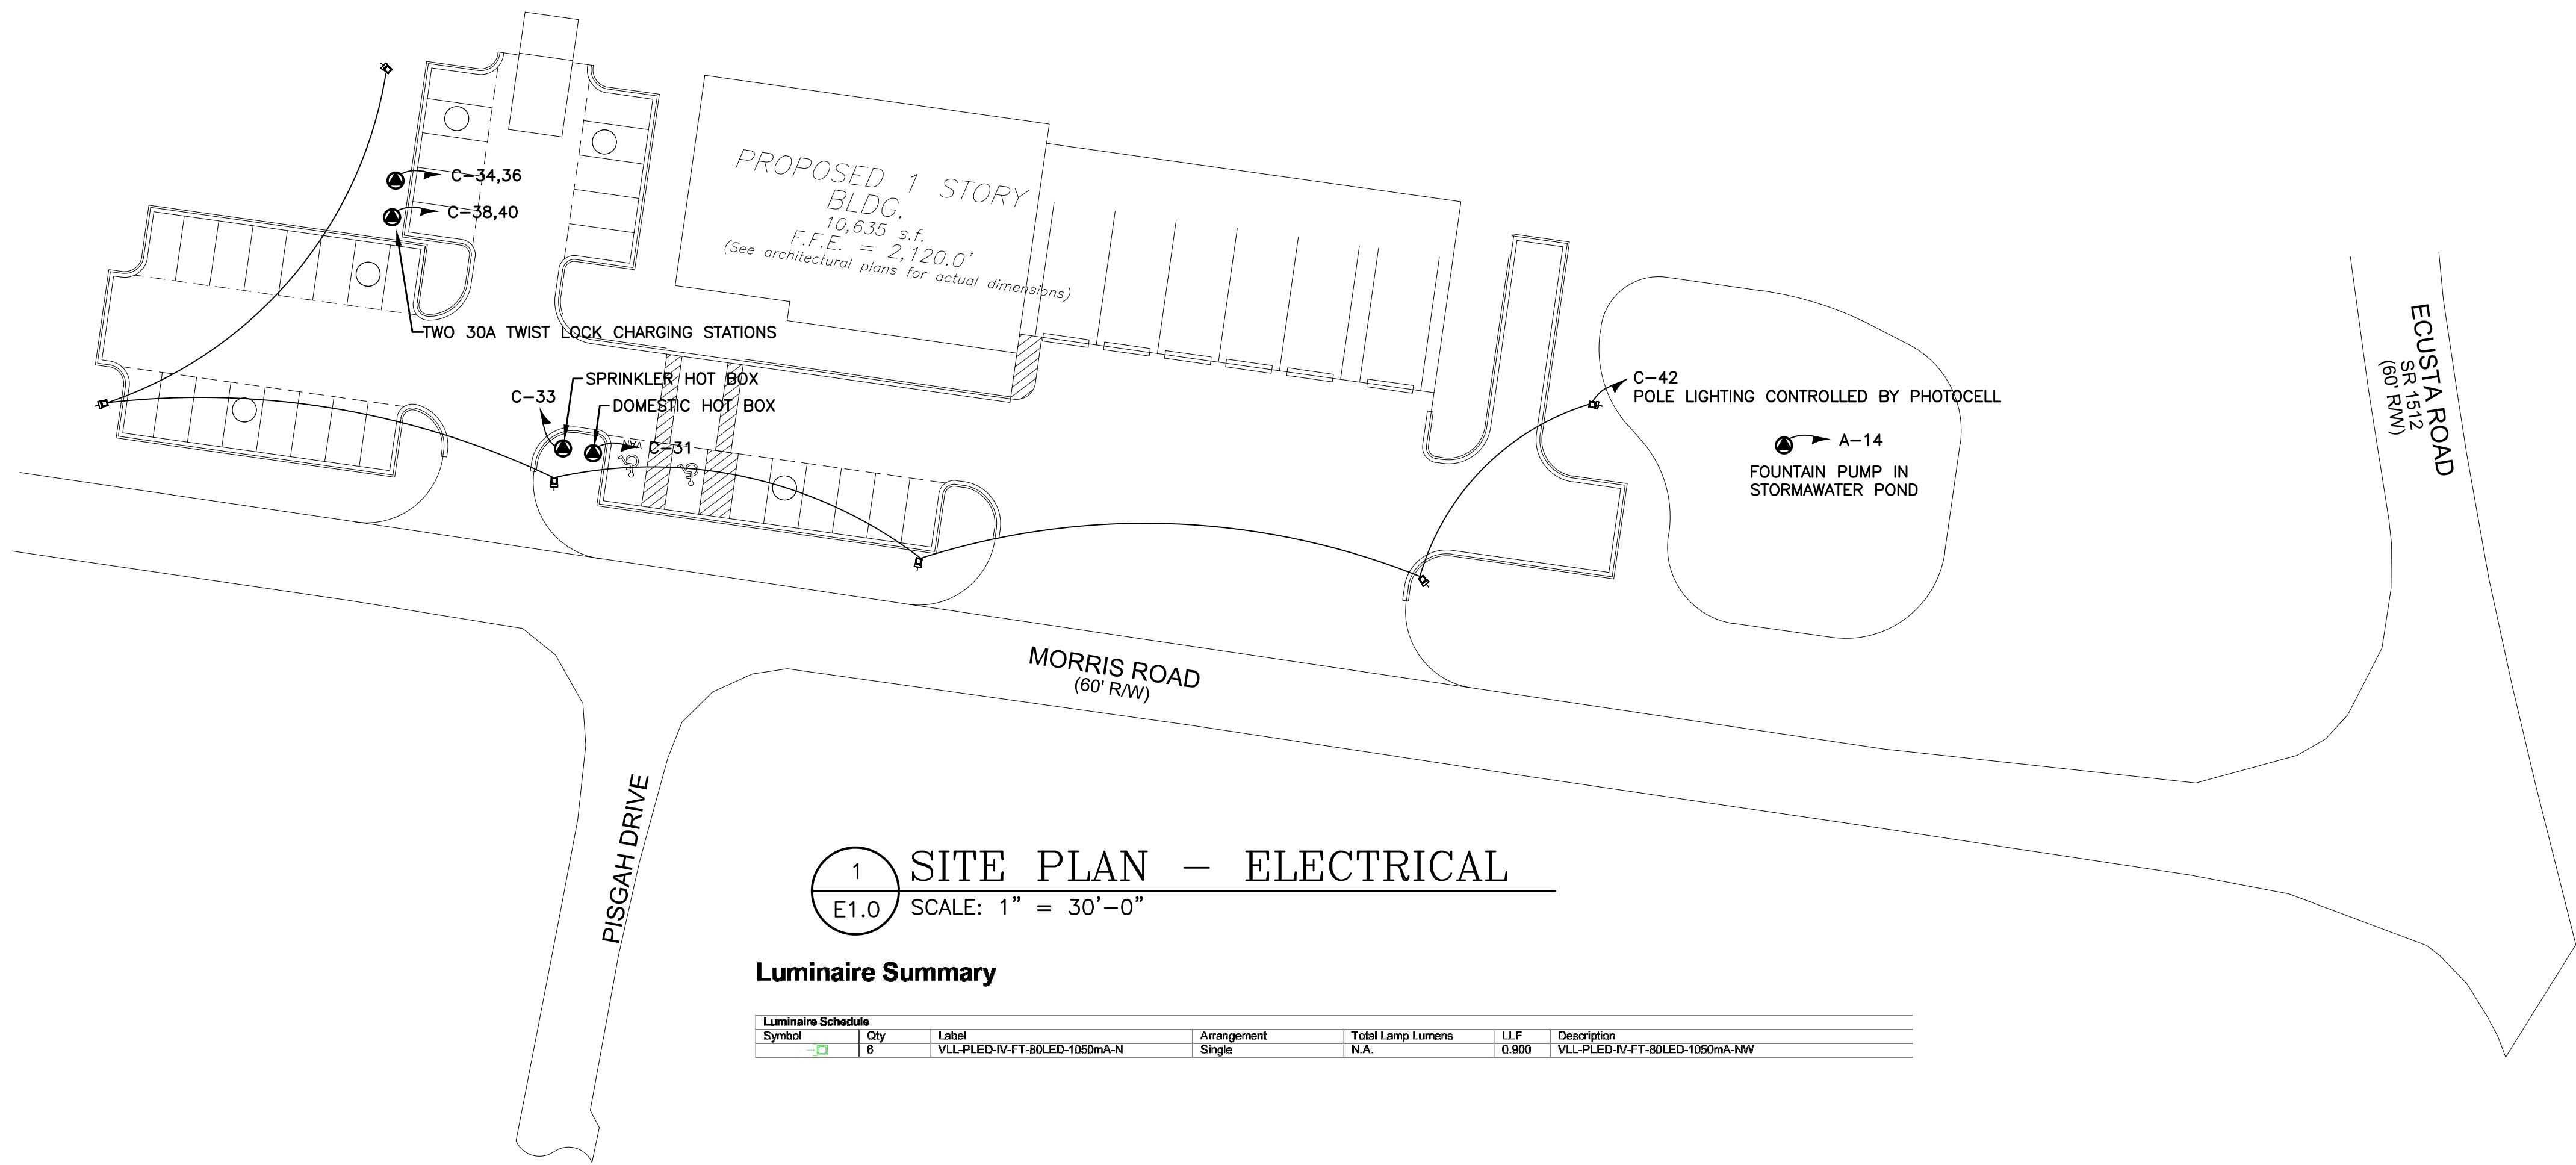 PROPOSED 1 STORY
BLDG.
10,635 s.f.
F.F.E. = 2,120.0'
(See architectural plans for actual dimensions)
C-34,36
C-38,40
TWO 30A TWIST LOCK CHARGING STATIONS
SPRINKLER HOT BOX
C-33
DOMESTIC HOT BOX
VAN
C-31
C-42
POLE LIGHTING CONTROLLED BY PHOTOCELL
A-14
FOUNTAIN PUMP IN
STORMAWATER POND
ECUSTA ROAD
SR 1512
(60' R/W)
MORRIS ROAD
(60' R/W)
PISGAH DRIVE
1
E1.0
SITE PLAN - ELECTRICAL
SCALE: 1" = 30'-0"
Luminaire Summary
Luminaire Schedule
Symbol Qty Label Arrangement Total Lamp Lumens LLF Description
6 VLL-PLED-IV-FT-80LED-1050mA-N Single N.A. 0.900 VLL-PLED-IV-FT-80LED-1050mA-NW